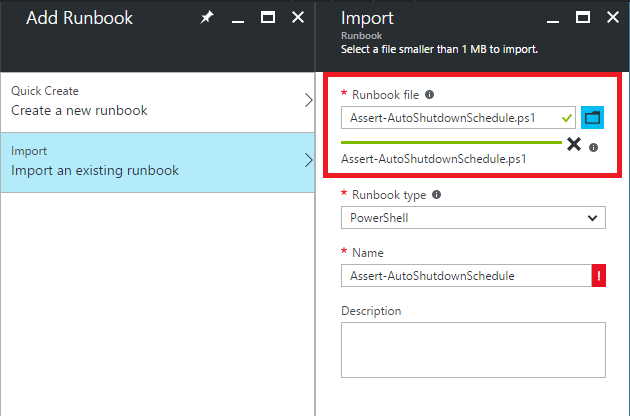 Add Runbook
Quick Create
Create a new runbook
Import
Import an existing runbook
Import
Runbook
Select a file smaller than 1 MB to import.
* Runbook file
Assert-AutoShutdownSchedule.ps1
Assert-AutoShutdownSchedule.ps1
* Runbook type
PowerShell
* Name
Assert-AutoShutdownSchedule
Description